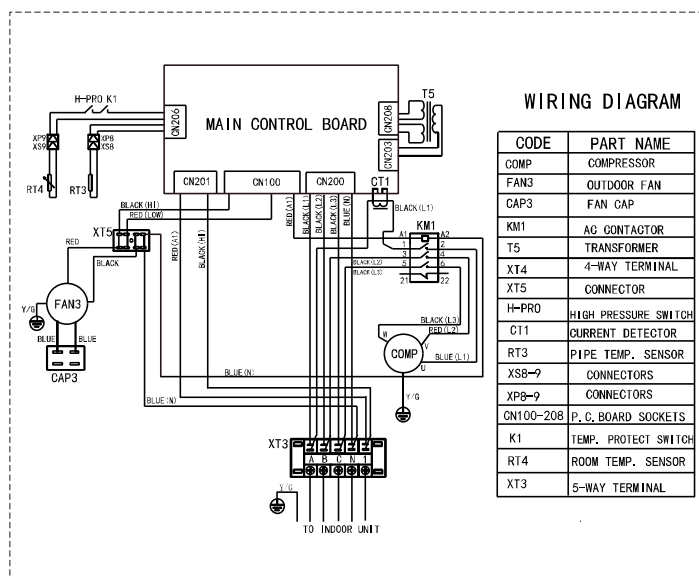 WIRING DIAGRAM
MAIN CONTROL BOARD
H-PRO K1
CN206
CN208
CN203
T5
XP9
XS9
XP8
XS8
RT4
RT3
CN201
CN100
CN200
CT1
BLACK(HI)
RED(LOW)
RED(A1)
BLACK(L1)
BLACK(L2)
BLACK(L3)
BLUE(N)
BLACK(L1)
KM1
A1
A2
1
2
3
4
5
6
21
22
BLACK(L2)
BLACK(L3)
XT5
RED
BLACK
RED(A1)
BLACK(HI)
FAN3
Y/G
BLUE
BLUE
CAP3
BLACK(L3)
RED(L2)
W
V
COMP
BLUE(L1)
U
Y/G
BLUE(N)
BLUE(N)
XT3
A B C N 1
Y/G
TO INDOOR UNIT
CODE PART NAME
COMP COMPRESSOR
FAN3 OUTDOOR FAN
CAP3 FAN CAP
KM1 AC CONTACTOR
T5 TRANSFORMER
XT4 4-WAY TERMINAL
XT5 CONNECTOR
H-PRO HIGH PRESSURE SWITCH
CT1 CURRENT DETECTOR
RT3 PIPE TEMP. SENSOR
XS8-9 CONNECTORS
XP8-9 CONNECTORS
CN100-208 P.C.BOARD SOCKETS
K1 TEMP. PROTECT SWITCH
RT4 ROOM TEMP. SENSOR
XT3 5-WAY TERMINAL